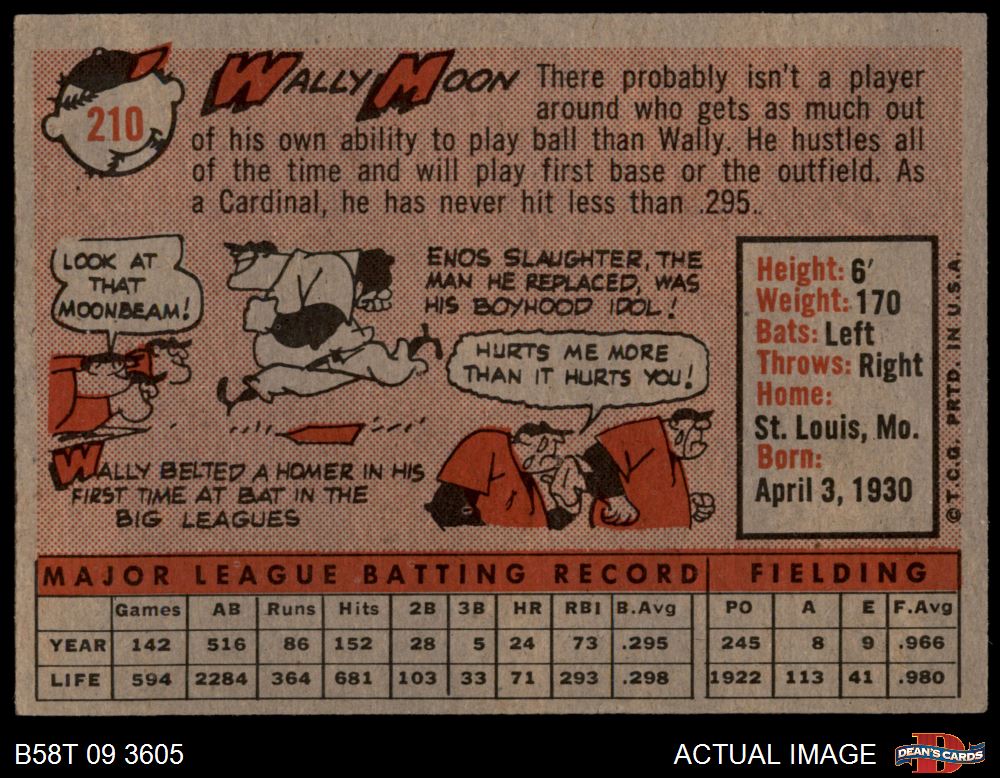 210
WALLY MOON
There probably isn't a player
around who gets as much out
of his own ability to play ball than Wally. He hustles all
of the time and will play first base or the outfield. As
a Cardinal, he has never hit less than .295..
LOOK AT
THAT
MOONBEAM!
ENOS SLAUGHTER, THE
MAN HE REPLACED, WAS
HIS BOYHOOD IDOL!
HURTS ME MORE
THAN IT HURTS YOU!
WALLY BELTED A HOMER IN HIS
FIRST TIME AT BAT IN THE
BIG LEAGUES
Height: 6'
Weight: 170
Bats: Left
Throws: Right
Home:
St. Louis, Mo.
Born:
April 3, 1930
© T.C.G. PRTD. IN U.S.A.
MAJOR LEAGUE BATTING RECORD FIELDING
Games AB Runs Hits 2B 3B HR RBI B.Avg PO A E F.Avg
YEAR 142 516 86 152 28 5 24 73 .295 245 8 9 .966
LIFE 594 2284 364 681 103 33 71 293 .298 1922 113 41 .980
B58T 09 3605
ACTUAL IMAGE
DEAN'S CARDS